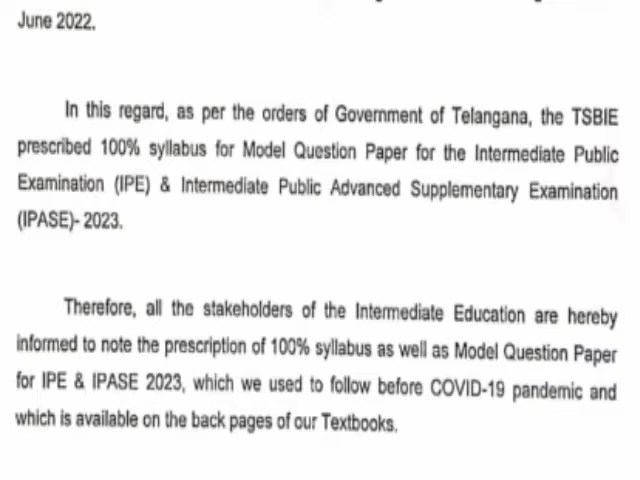 June 2022.
In this regard, as per the orders of Government of Telangana, the TSBIE
prescribed 100% syllabus for Model Question Paper for the Intermediate Public
Examination (IPE) & Intermediate Public Advanced Supplementary Examination
(IPASE)- 2023.
Therefore, all the stakeholders of the Intermediate Education are hereby
informed to note the prescription of 100% syllabus as well as Model Question Paper
for IPE & IPASE 2023, which we used to follow before COVID-19 pandemic and
which is available on the back pages of our Textbooks.